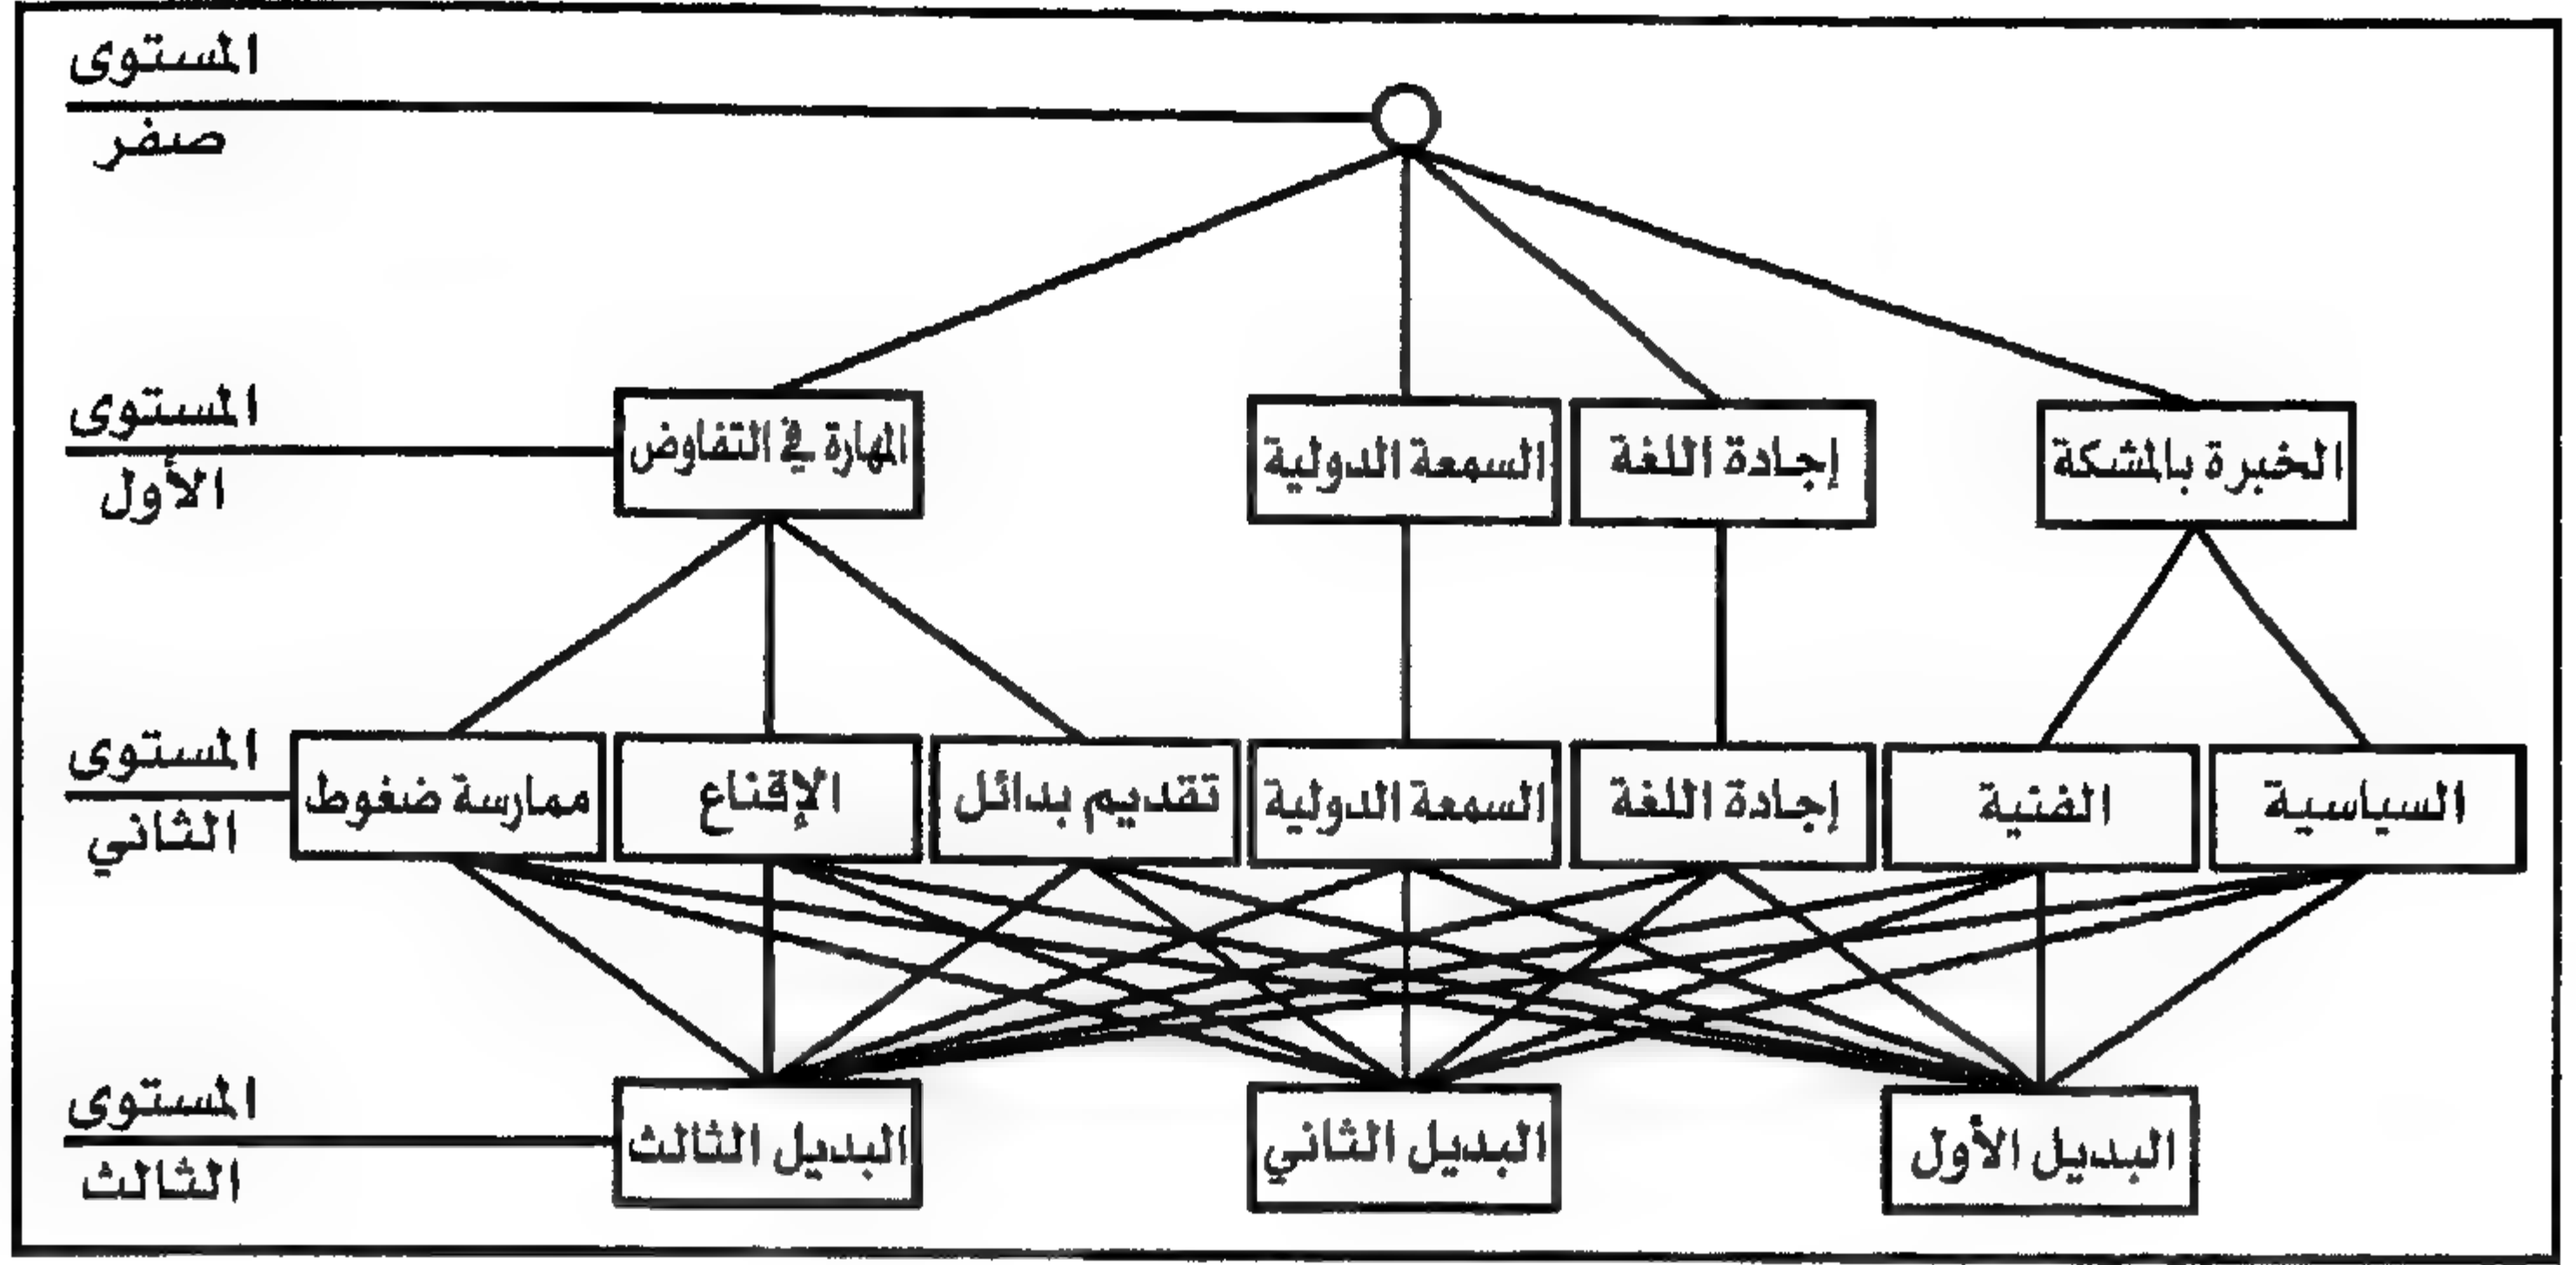 المستوى
صفر
المستوى
الأول
الخبرة بالمشكة
إجادة اللغة
السمعة الدولية
المهارة في التفاوض
المستوى
الثاني
السياسية
الفنية
إجادة اللغة
السمعة الدولية
تقديم بدائل
الإقناع
ممارسة ضغوط
المستوى
الثالث
البديل الأول
البديل الثاني
البديل الثالث